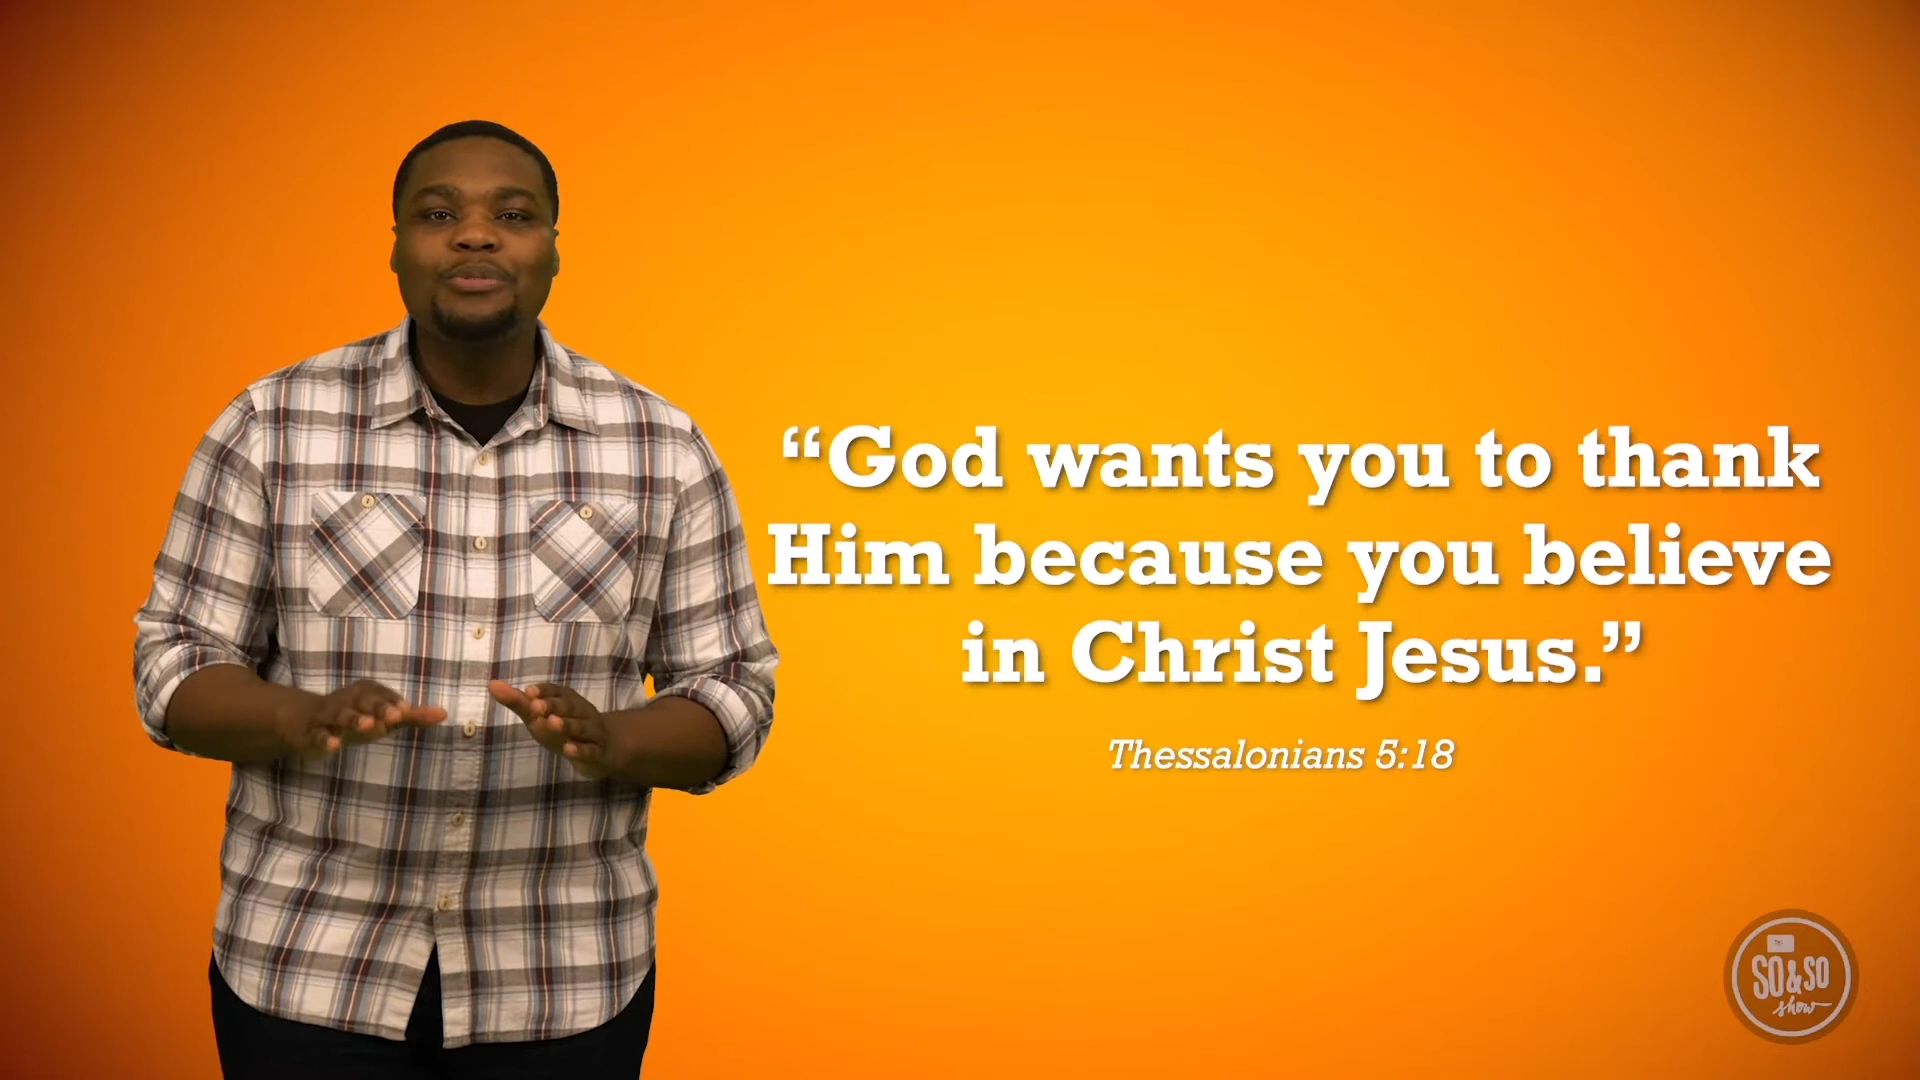 “God wants you to thank
Him because you believe
in Christ Jesus.”
Thessalonians 5:18
SO & SO
show